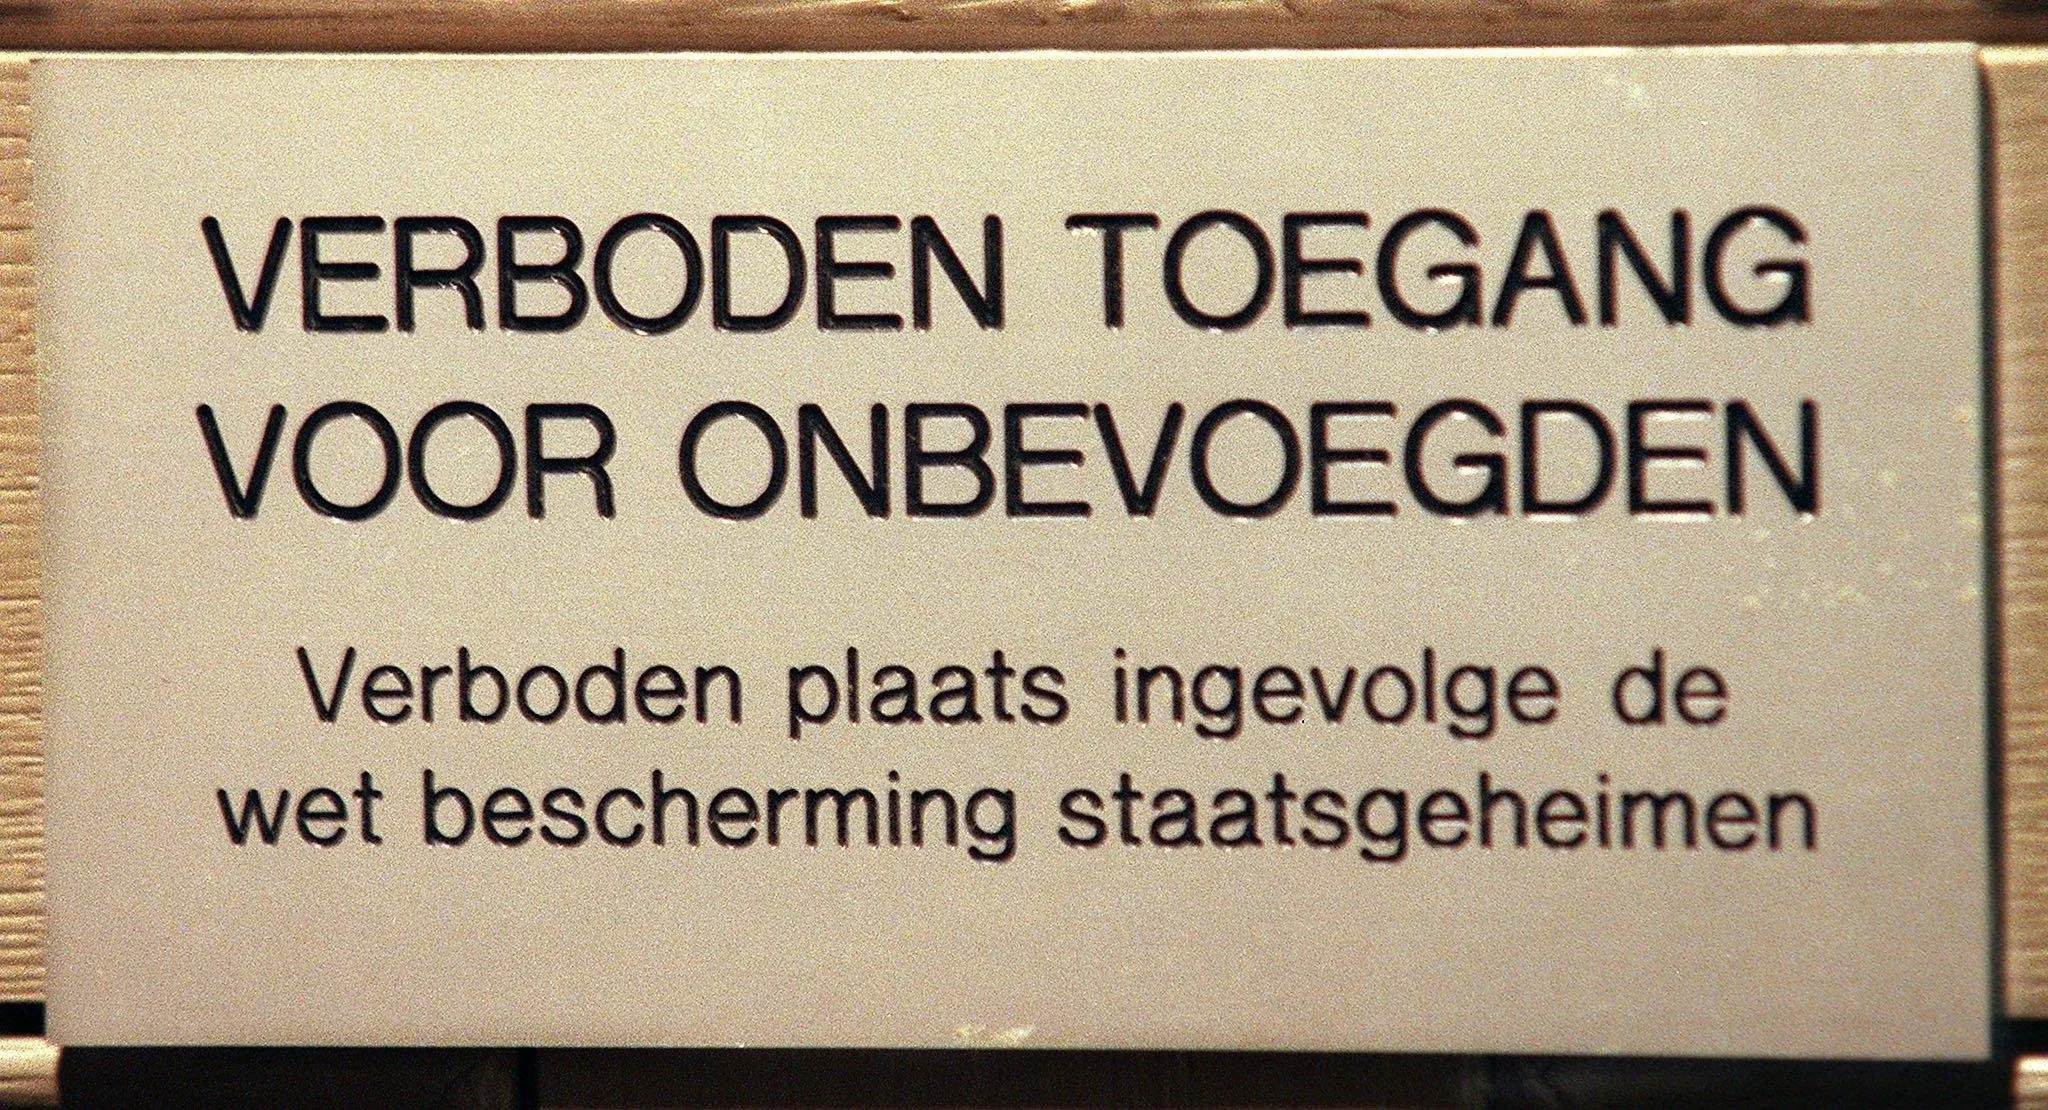 VERBODEN TOEGANG
VOOR ONBEVOEGDEN
Verboden plaats ingevolge de
wet bescherming staatsgeheimen